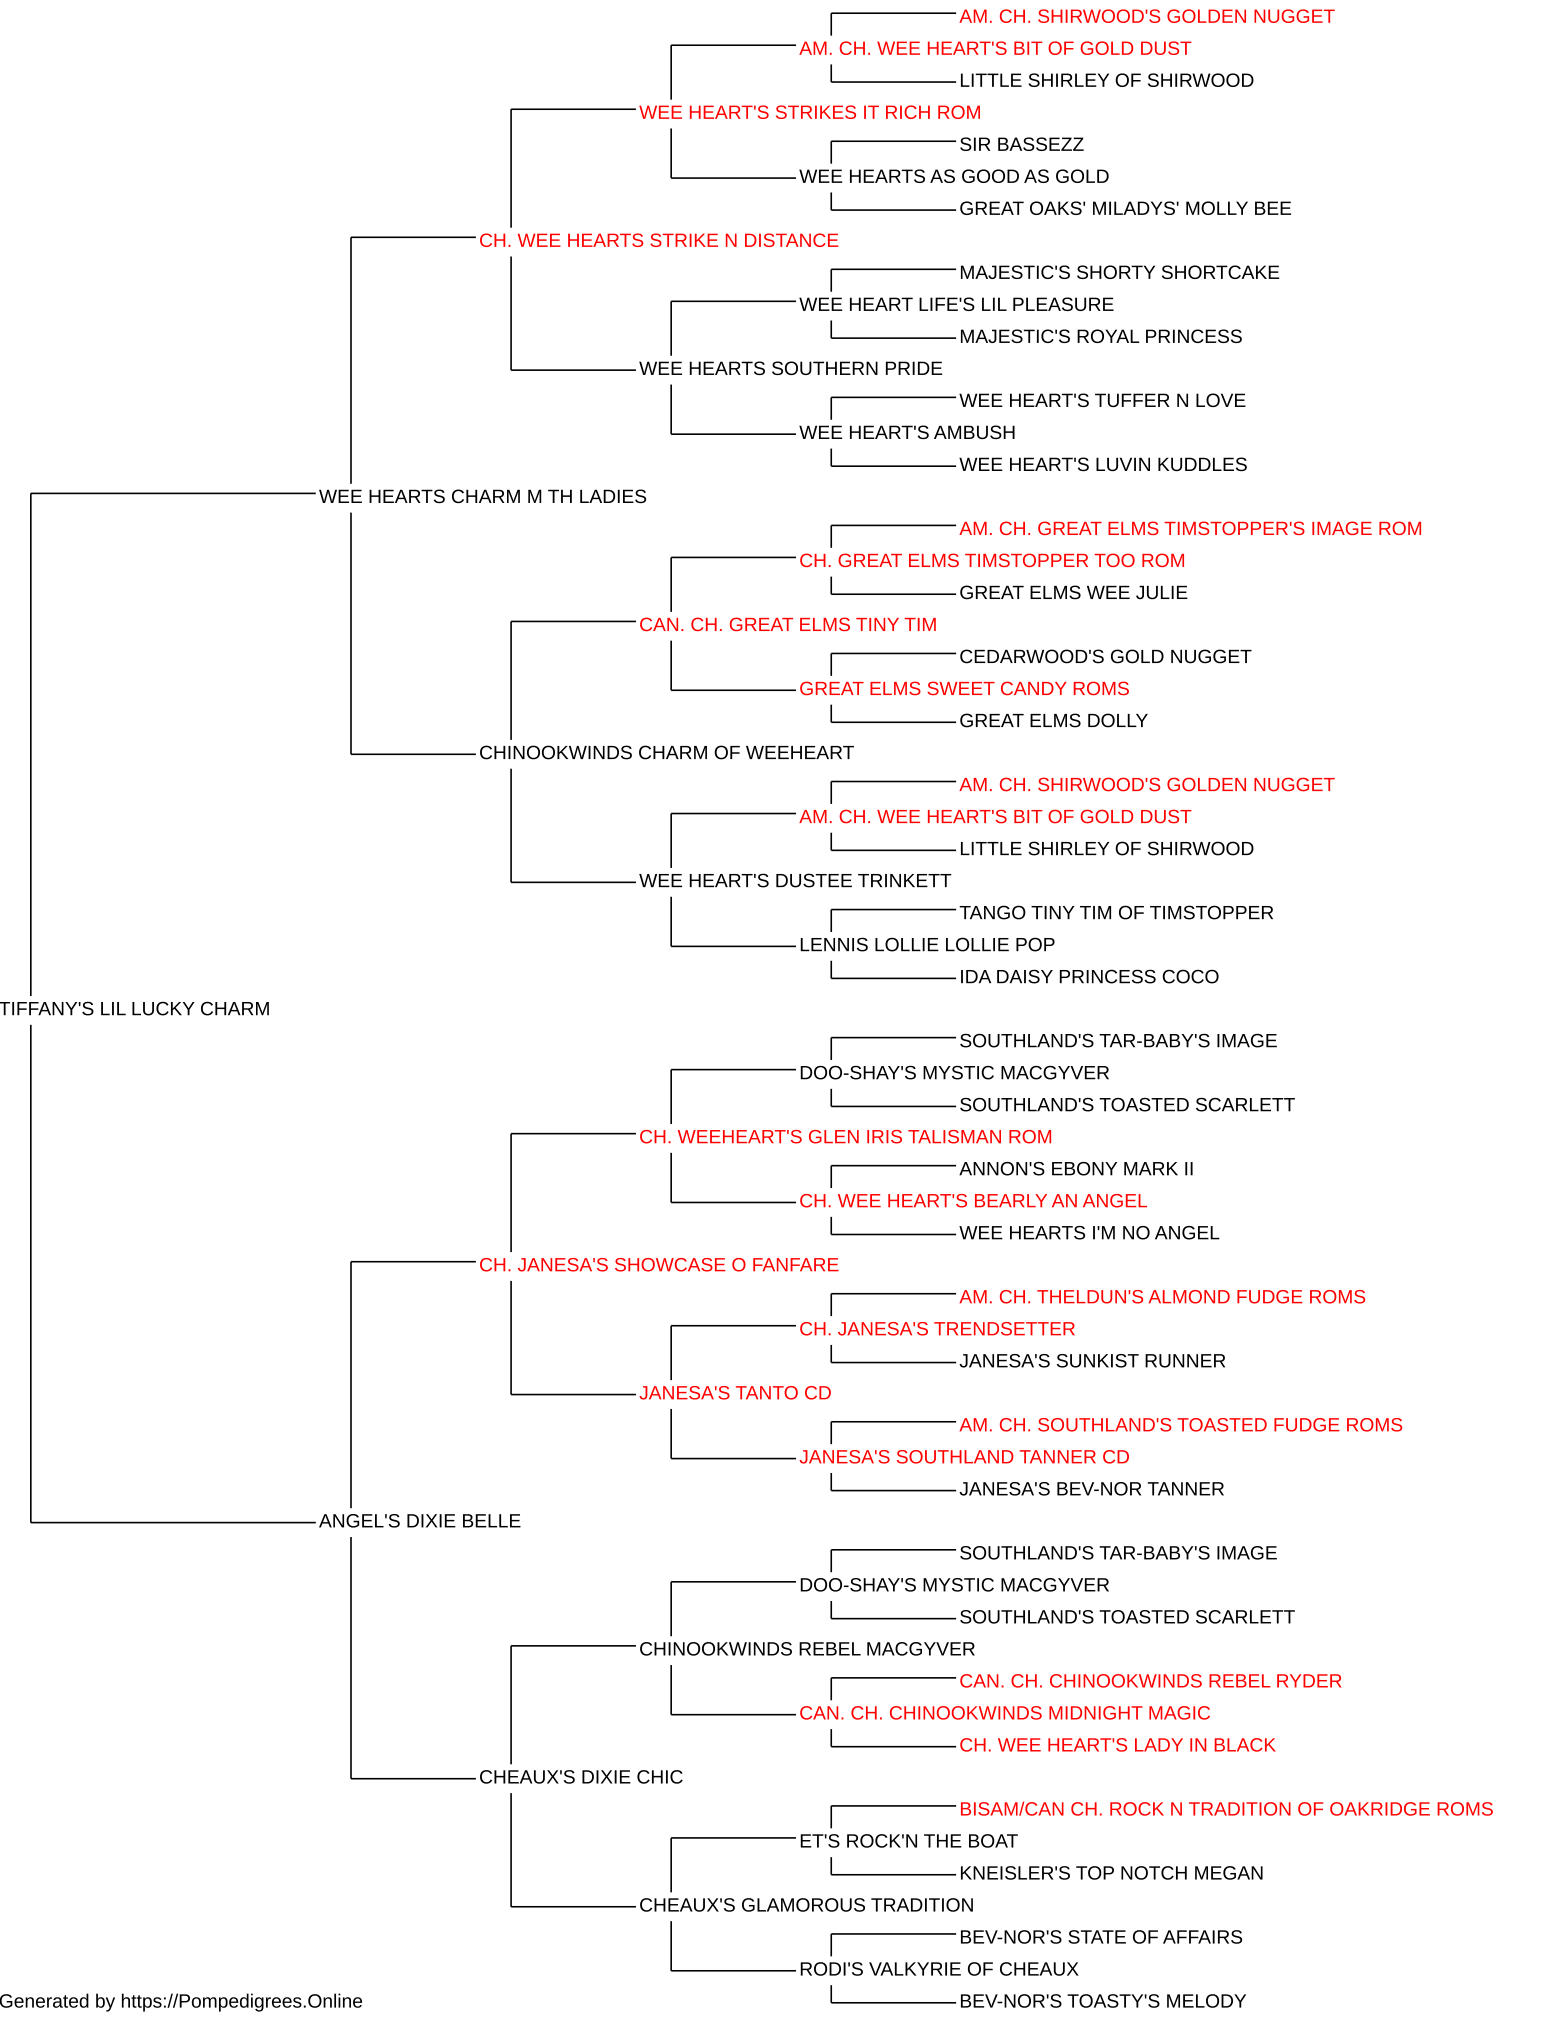 AM. CH. SHIRWOOD'S GOLDEN NUGGET
AM. CH. WEE HEART'S BIT OF GOLD DUST
LITTLE SHIRLEY OF SHIRWOOD
WEE HEART'S STRIKES IT RICH ROM
SIR BASSEZZ
WEE HEARTS AS GOOD AS GOLD
GREAT OAKS' MILADYS' MOLLY BEE
CH. WEE HEARTS STRIKE N DISTANCE
MAJESTIC'S SHORTY SHORTCAKE
WEE HEART LIFE'S LIL PLEASURE
MAJESTIC'S ROYAL PRINCESS
WEE HEARTS SOUTHERN PRIDE
WEE HEART'S TUFFER N LOVE
WEE HEART'S AMBUSH
WEE HEART'S LUVIN KUDDLES
WEE HEARTS CHARM M TH LADIES
AM. CH. GREAT ELMS TIMSTOPPER'S IMAGE ROM
CH. GREAT ELMS TIMSTOPPER TOO ROM
GREAT ELMS WEE JULIE
CAN. CH. GREAT ELMS TINY TIM
CEDARWOOD'S GOLD NUGGET
GREAT ELMS SWEET CANDY ROMS
GREAT ELMS DOLLY
CHINOOKWINDS CHARM OF WEEHEART
AM. CH. SHIRWOOD'S GOLDEN NUGGET
AM. CH. WEE HEART'S BIT OF GOLD DUST
LITTLE SHIRLEY OF SHIRWOOD
WEE HEART'S DUSTEE TRINKETT
TANGO TINY TIM OF TIMSTOPPER
LENNIS LOLLIE LOLLIE POP
IDA DAISY PRINCESS COCO
TIFFANY'S LIL LUCKY CHARM
SOUTHLAND'S TAR-BABY'S IMAGE
DOO-SHAY'S MYSTIC MACGYVER
SOUTHLAND'S TOASTED SCARLETT
CH. WEEHEART'S GLEN IRIS TALISMAN ROM
ANNON'S EBONY MARK II
CH. WEE HEART'S BEARLY AN ANGEL
WEE HEARTS I'M NO ANGEL
CH. JANESA'S SHOWCASE O FANFARE
AM. CH. THELDUN'S ALMOND FUDGE ROMS
CH. JANESA'S TRENDSETTER
JANESA'S SUNKIST RUNNER
JANESA'S TANTO CD
AM. CH. SOUTHLAND'S TOASTED FUDGE ROMS
JANESA'S SOUTHLAND TANNER CD
JANESA'S BEV-NOR TANNER
ANGEL'S DIXIE BELLE
SOUTHLAND'S TAR-BABY'S IMAGE
DOO-SHAY'S MYSTIC MACGYVER
SOUTHLAND'S TOASTED SCARLETT
CHINOOKWINDS REBEL MACGYVER
CAN. CH. CHINOOKWINDS REBEL RYDER
CAN. CH. CHINOOKWINDS MIDNIGHT MAGIC
CH. WEE HEART'S LADY IN BLACK
CHEAUX'S DIXIE CHIC
BISAM/CAN CH. ROCK N TRADITION OF OAKRIDGE ROMS
ET'S ROCK'N THE BOAT
KNEISLER'S TOP NOTCH MEGAN
CHEAUX'S GLAMOROUS TRADITION
BEV-NOR'S STATE OF AFFAIRS
RODI'S VALKYRIE OF CHEAUX
BEV-NOR'S TOASTY'S MELODY
Generated by https://Pompedigrees.Online